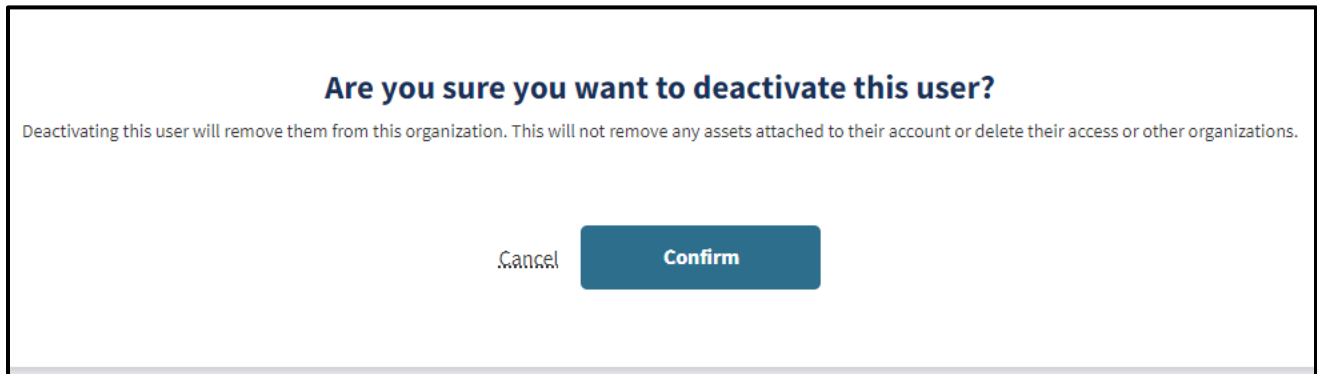 Are you sure you want to deactivate this user?
Deactivating this user will remove them from this organization. This will not remove any assets attached to their account or delete their access or other organizations.
Cancel
Confirm